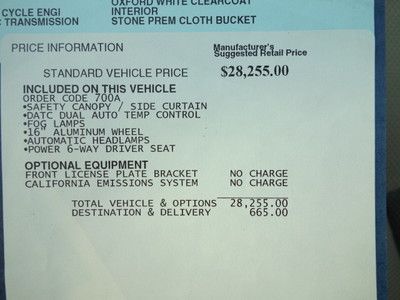 OXFORD WHITE CLEARCOAT
CYCLE ENGI INTERIOR
TRANSMISSION STONE PREM CLOTH BUCKET
PRICE INFORMATION
Manufacturer's
Suggested Retail Price
STANDARD VEHICLE PRICE $28,255.00
INCLUDED ON THIS VEHICLE
ORDER CODE 700A
•SAFETY CANOPY / SIDE CURTAIN
•DATC DUAL AUTO TEMP CONTROL
•FOG LAMPS
•16" ALUMINUM WHEEL
•AUTOMATIC HEADLAMPS
•POWER 6-WAY DRIVER SEAT
OPTIONAL EQUIPMENT
FRONT LICENSE PLATE BRACKET NO CHARGE
CALIFORNIA EMISSIONS SYSTEM NO CHARGE
TOTAL VEHICLE & OPTIONS 28,255.00
DESTINATION & DELIVERY 665.00